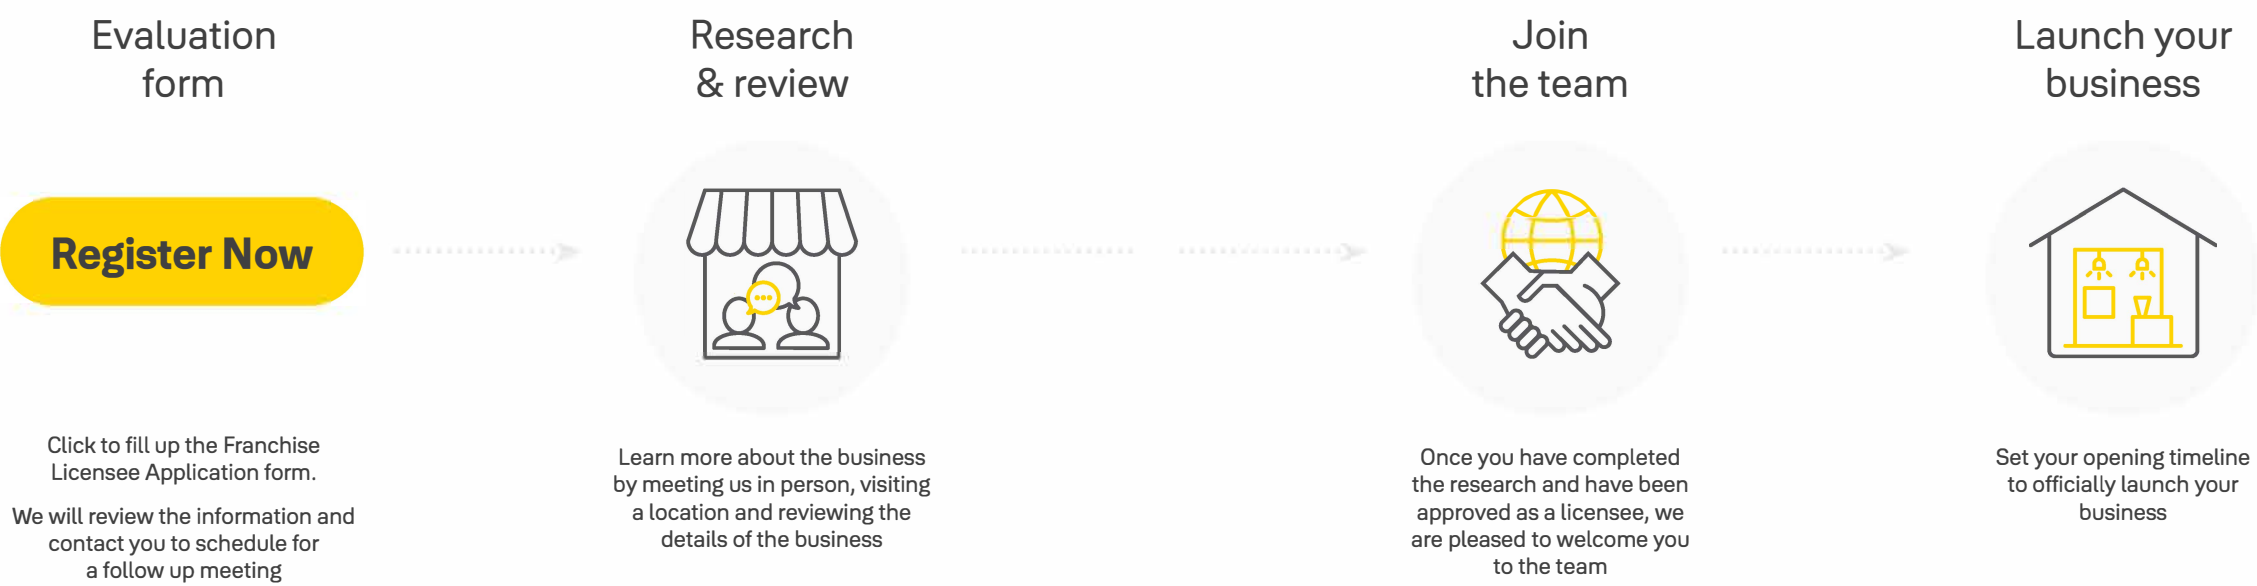 Evaluation
form
Register Now
Click to fill up the Franchise
Licensee Application form.
We will review the information and
contact you to schedule for
a follow up meeting
Research
& review
Learn more about the business
by meeting us in person, visiting
a location and reviewing the
details of the business
Join
the team
Once you have completed
the research and have been
approved as a licensee, we
are pleased to welcome you
to the team
Launch your
business
Set your opening timeline
to officially launch your
business